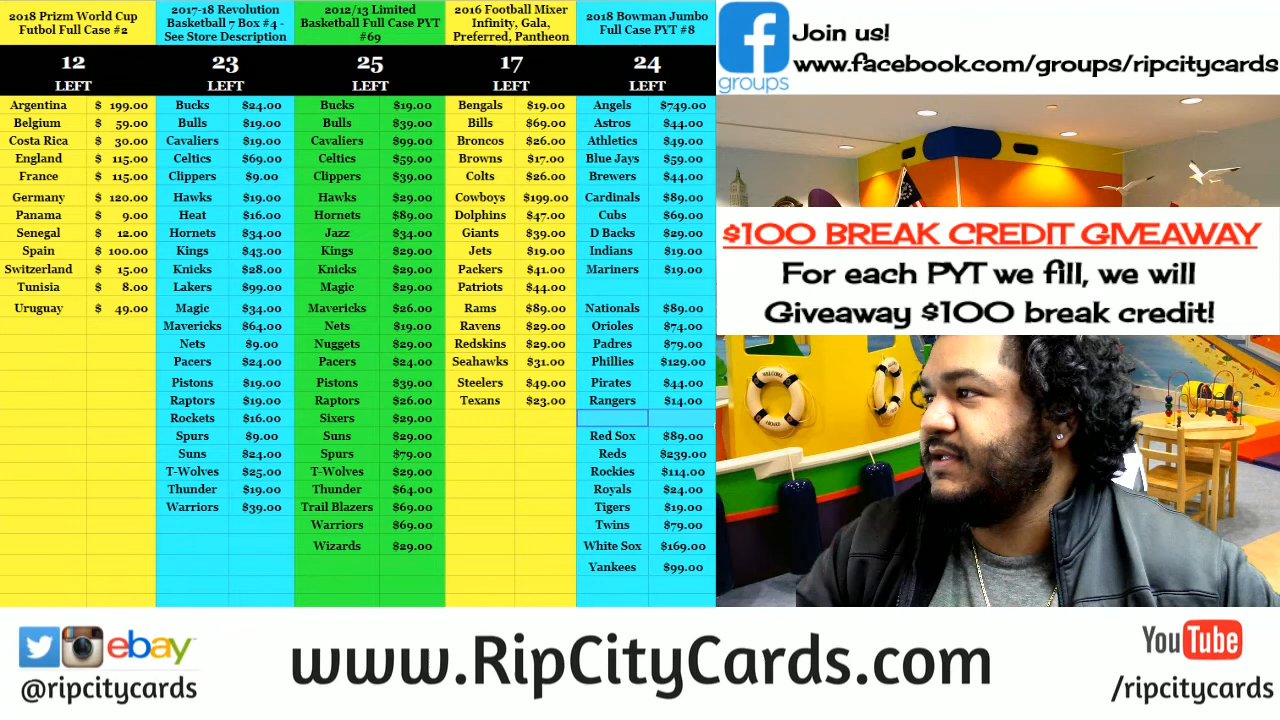 2018 Prizm World Cup
Futbol Full Case #2
12
LEFT
Argentina $ 199.00
Belgium $ 59.00
Costa Rica $ 30.00
England $ 115.00
France $ 115.00
Germany $ 120.00
Panama $ 9.00
Senegal $ 12.00
Spain $ 100.00
Switzerland $ 15.00
Tunisia $ 8.00
Uruguay $ 49.00
2017-18 Revolution
Basketball 7 Box #4 -
See Store Description
23
LEFT
Bucks $24.00
Bulls $19.00
Cavaliers $19.00
Celtics $69.00
Clippers $9.00
Hawks $19.00
Heat $16.00
Hornets $34.00
Kings $43.00
Knicks $28.00
Lakers $99.00
Magic $34.00
Mavericks $64.00
Nets $9.00
Pacers $24.00
Pistons $19.00
Raptors $19.00
Rockets $16.00
Spurs $9.00
Suns $24.00
T-Wolves $25.00
Thunder $19.00
Warriors $39.00
2012/13 Limited
Basketball Full Case PYT
#69
25
LEFT
Bucks $19.00
Bulls $39.00
Cavaliers $99.00
Celtics $59.00
Clippers $39.00
Hawks $29.00
Hornets $89.00
Jazz $34.00
Kings $29.00
Knicks $29.00
Magic $29.00
Mavericks $26.00
Nets $19.00
Nuggets $29.00
Pacers $24.00
Pistons $39.00
Raptors $26.00
Sixers $29.00
Suns $29.00
Spurs $79.00
T-Wolves $29.00
Thunder $64.00
Trail Blazers $69.00
Warriors $69.00
Wizards $29.00
2016 Football Mixer
Infinity, Gala,
Preferred, Pantheon
17
LEFT
Bengals $19.00
Bills $69.00
Broncos $26.00
Browns $17.00
Colts $26.00
Cowboys $199.00
Dolphins $47.00
Giants $39.00
Jets $19.00
Packers $41.00
Patriots $44.00
Rams $89.00
Ravens $29.00
Redskins $29.00
Seahawks $31.00
Steelers $49.00
Texans $23.00
2018 Bowman Jumbo
Full Case PYT #8
24
LEFT
Angels $749.00
Astros $44.00
Athletics $49.00
Blue Jays $59.00
Brewers $44.00
Cardinals $89.00
Cubs $69.00
D Backs $29.00
Indians $19.00
Mariners $19.00
Nationals $89.00
Orioles $74.00
Padres $79.00
Phillies $129.00
Pirates $44.00
Rangers $14.00
Red Sox $89.00
Reds $239.00
Rockies $114.00
Royals $24.00
Tigers $19.00
Twins $79.00
White Sox $169.00
Yankees $99.00
f
groups
Join us!
www.facebook.com/groups/ripcitycards
$100 BREAK CREDIT GIVEAWAY
For each PYT we fill, we will
Giveaway $100 break credit!
WELCOME
ebay
@ripcitycards
www.RipCityCards.com
YouTube
/ripcitycards